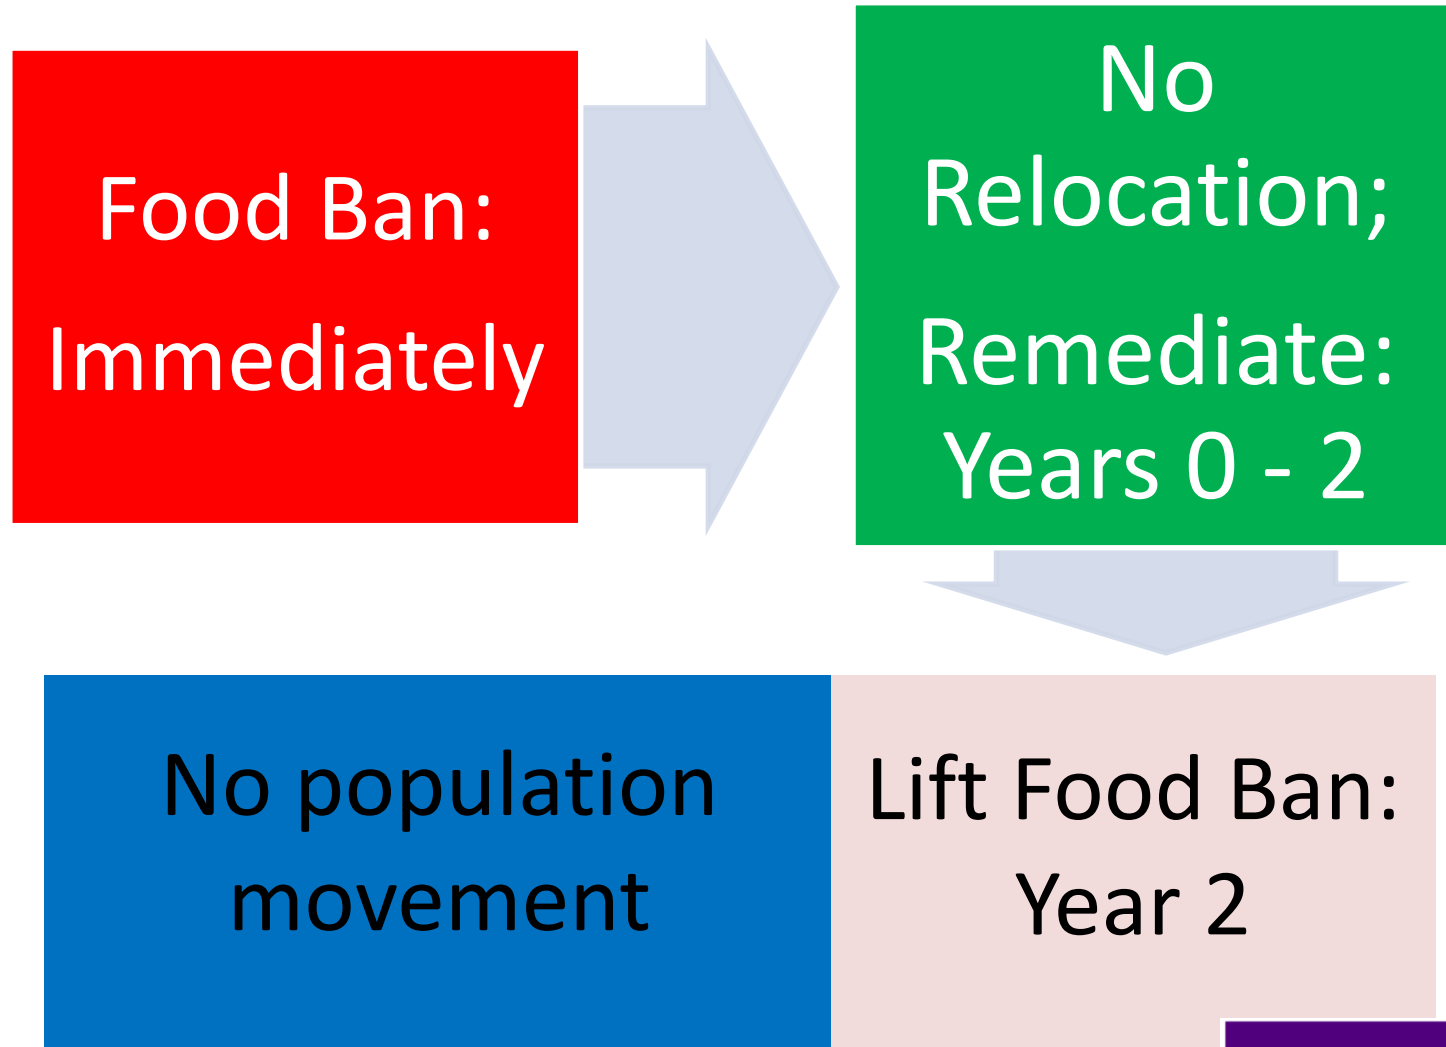 Food Ban:
Immediately
No
Relocation;
Remediate:
Years 0 - 2
No population
movement
Lift Food Ban:
Year 2